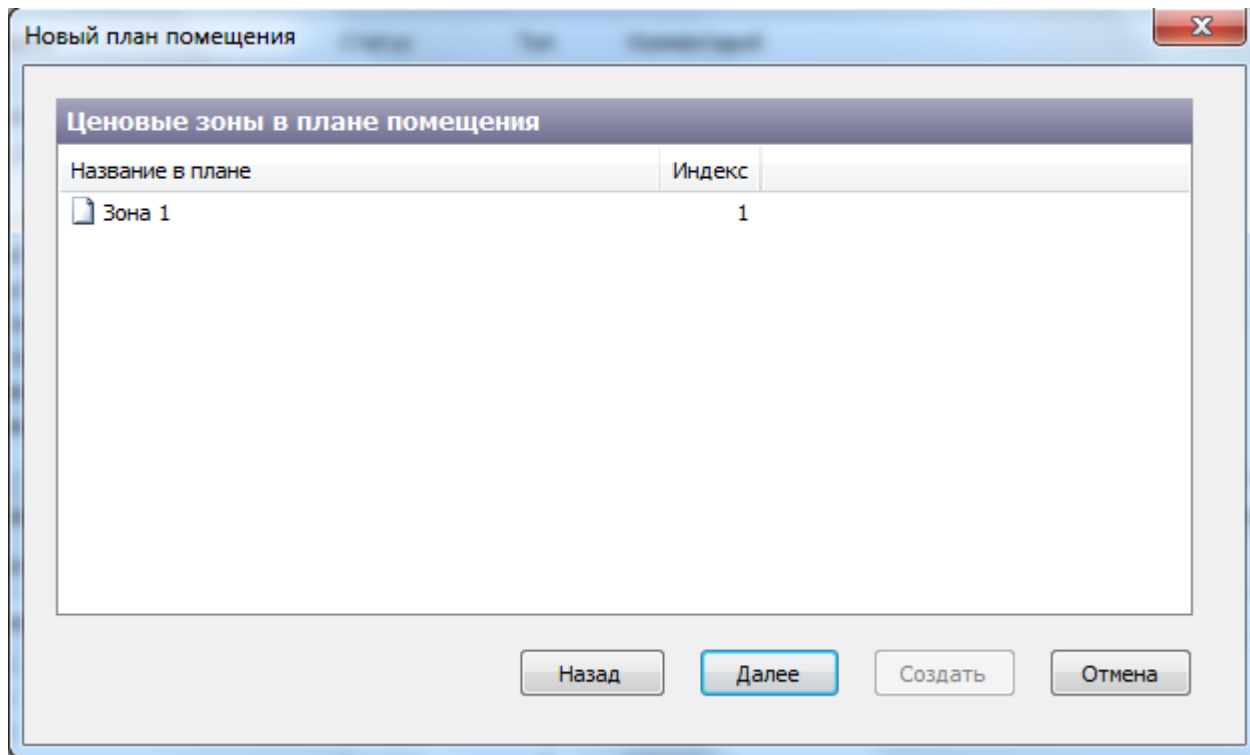 Новый план помещения
Ценовые зоны в плане помещения
Название в плане Индекс
Зона 1 1
Назад Далее Создать Отмена